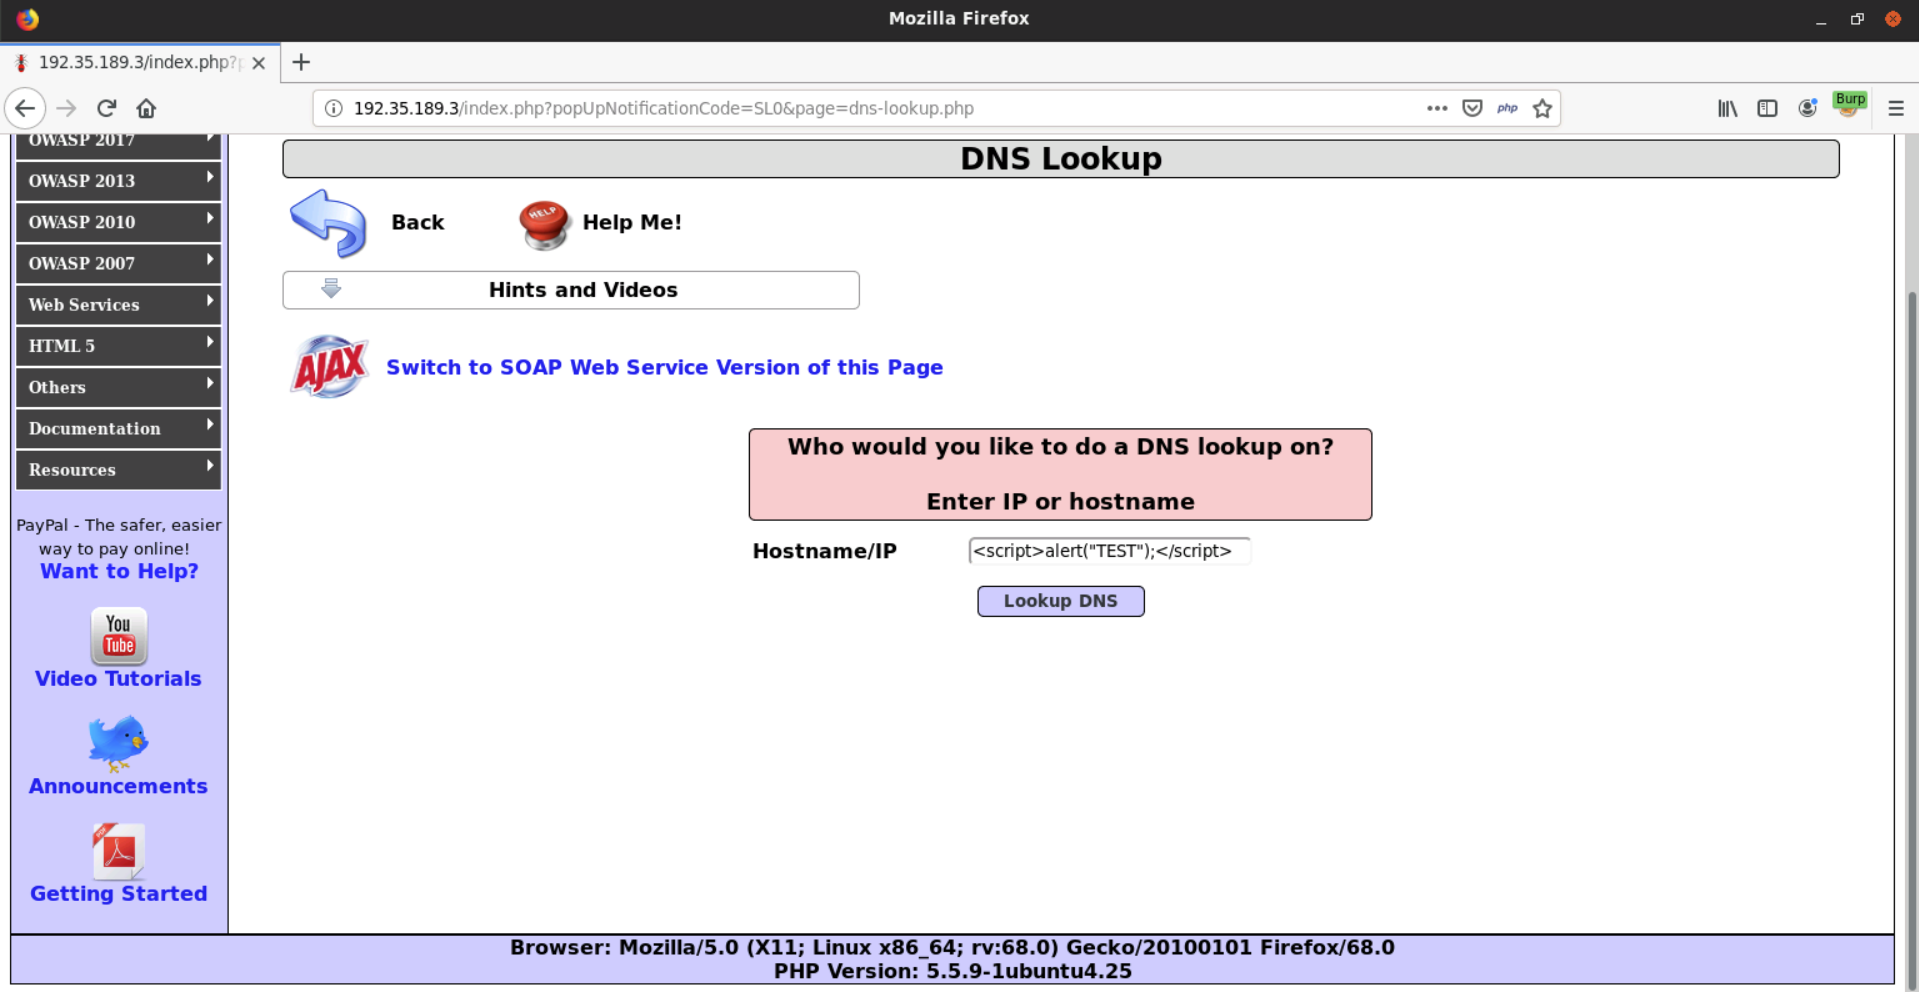 Mozilla Firefox
192.35.189.3/index.php?p
192.35.189.3/index.php?popUpNotificationCode=SL0&page=dns-lookup.php
php
Burp
OWASP 2017
OWASP 2013
OWASP 2010
OWASP 2007
Web Services
HTML 5
Others
Documentation
Resources
PayPal - The safer, easier
way to pay online!
Want to Help?
You
Tube
Video Tutorials
Announcements
PDF
Getting Started
DNS Lookup
Back
HELP
Help Me!
Hints and Videos
AJAX
Switch to SOAP Web Service Version of this Page
Who would you like to do a DNS lookup on?
Enter IP or hostname
Hostname/IP
<script>alert("TEST");</script>
Lookup DNS
Browser: Mozilla/5.0 (X11; Linux x86_64; rv:68.0) Gecko/20100101 Firefox/68.0
PHP Version: 5.5.9-1ubuntu4.25